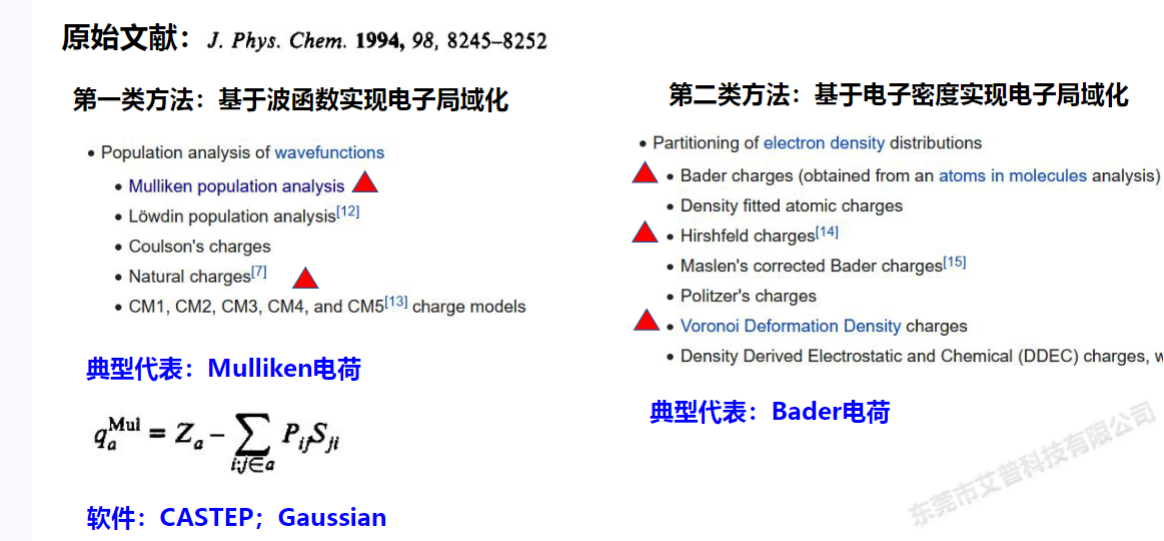 原始文献：J. Phys. Chem. 1994, 98, 8245–8252
第一类方法：基于波函数实现电子局域化
• Population analysis of wavefunctions
• Mulliken population analysis
• Löwdin population analysis[12]
• Coulson's charges
• Natural charges[7]
• CM1, CM2, CM3, CM4, and CM5[13] charge models
典型代表：Mulliken电荷
q_a^Mul = Z_a – ∑_{i;j∈a} P_ij S_ji
软件：CASTEP；Gaussian
第二类方法：基于电子密度实现电子局域化
• Partitioning of electron density distributions
• Bader charges (obtained from an atoms in molecules analysis)
• Density fitted atomic charges
• Hirshfeld charges[14]
• Maslen's corrected Bader charges[15]
• Politzer's charges
• Voronoi Deformation Density charges
• Density Derived Electrostatic and Chemical (DDEC) charges, w
典型代表：Bader电荷
东莞市艾普科技有限公司